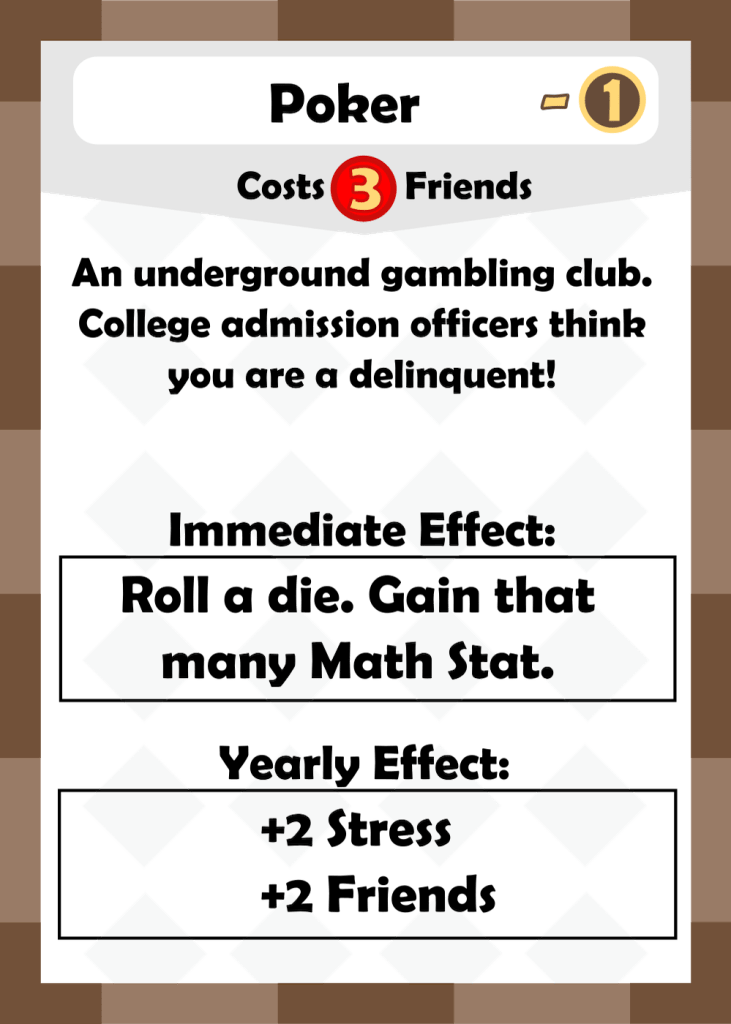 Poker - 1
Costs 3 Friends
An underground gambling club.
College admission officers think
you are a delinquent!
Immediate Effect:
Roll a die. Gain that
many Math Stat.
Yearly Effect:
+2 Stress
+2 Friends